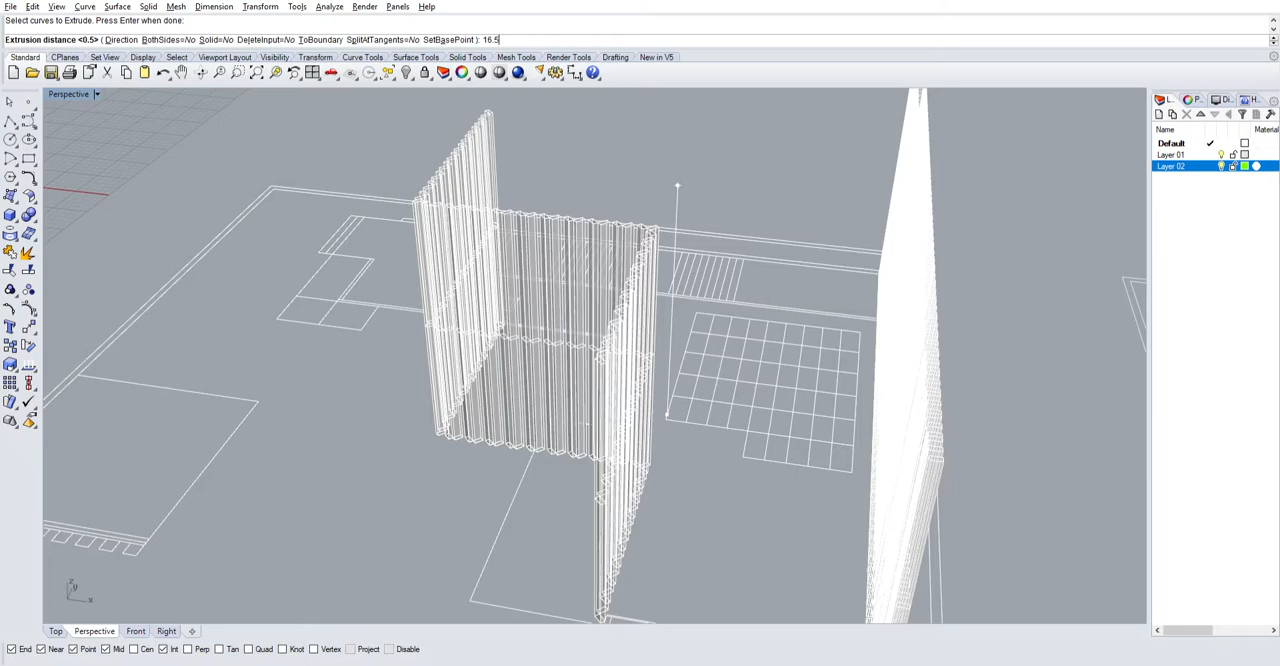 File Edit View Curve Surface Solid Mesh Dimension Transform Tools Analyze Render Panels Help
Select curves to Extrude. Press Enter when done:
Extrusion distance <0.5> ( Direction BothSides=No Solid=No DeleteInput=No ToBoundary SplitAtTangents=No SetBasePoint ): 16.5
Standard CPlanes Set View Display Select Viewport Layout Visibility Transform Curve Tools Surface Tools Solid Tools Mesh Tools Render Tools Drafting New in V5
Perspective
L... P... Di... H...
Name Material
Default
Layer 01
Layer 02
z
y
x
Top Perspective Front Right
End Near Point Mid Cen Int Perp Tan Quad Knot Vertex Project Disable